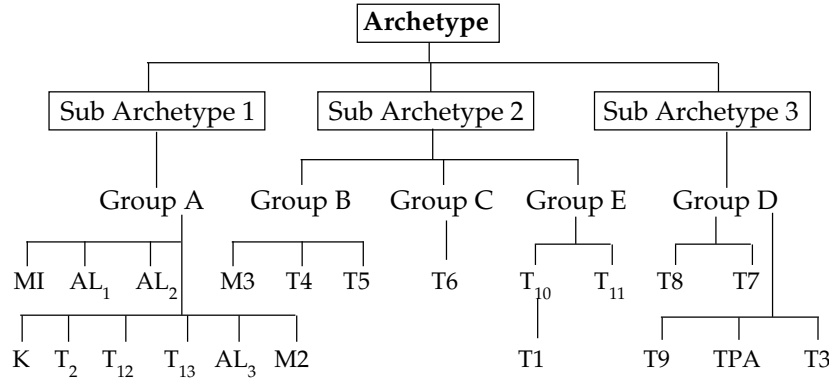 Archetype
Sub Archetype 1 Sub Archetype 2 Sub Archetype 3
Group A Group B Group C Group E Group D
MI AL₁ AL₂ M3 T4 T5 T6 T₁₀ T₁₁ T8 T7
K T₂ T₁₂ T₁₃ AL₃ M2 T1 T9 TPA T3